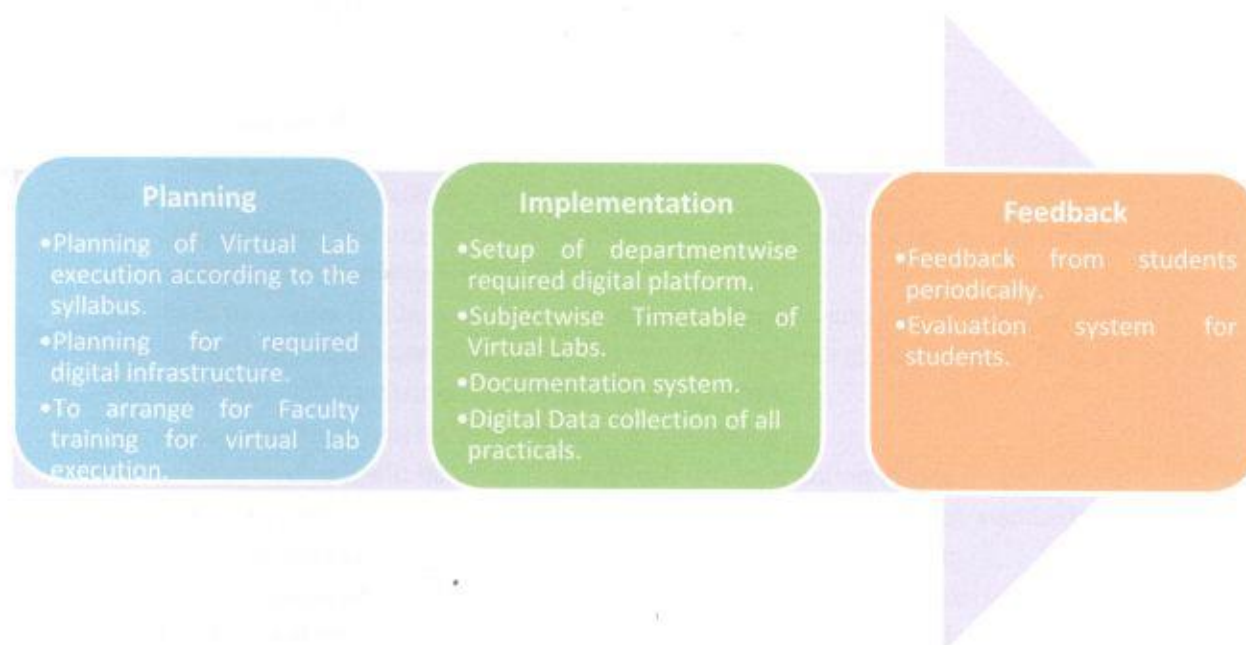 Planning
•Planning of Virtual Lab
execution according to the
syllabus.
•Planning for required
digital infrastructure.
•To arrange for Faculty
training for virtual lab
execution.
Implementation
•Setup of departmentwise
required digital platform.
•Subjectwise Timetable of
Virtual Labs.
•Documentation system.
•Digital Data collection of all
practicals.
Feedback
•Feedback from students
periodically.
•Evaluation system for
students.